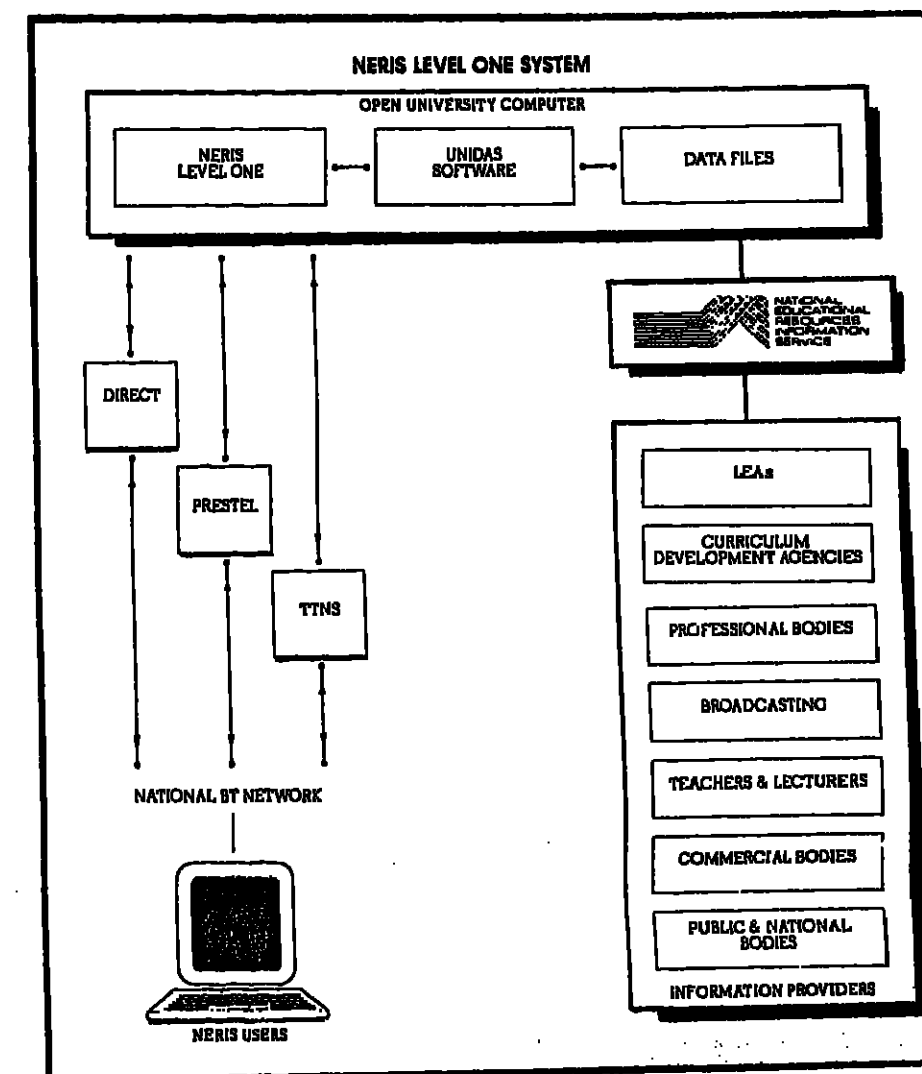 NERIS LEVEL ONE SYSTEM
OPEN UNIVERSITY COMPUTER
NERIS
LEVEL ONE
UNIDAS
SOFTWARE
DATA FILES
NATIONAL
EDUCATIONAL
RESOURCES
INFORMATION
SERVICE
DIRECT
PRESTEL
TTNS
NATIONAL BT NETWORK
NERIS USERS
LEAs
CURRICULUM
DEVELOPMENT AGENCIES
PROFESSIONAL BODIES
BROADCASTING
TEACHERS & LECTURERS
COMMERCIAL BODIES
PUBLIC & NATIONAL
BODIES
INFORMATION PROVIDERS